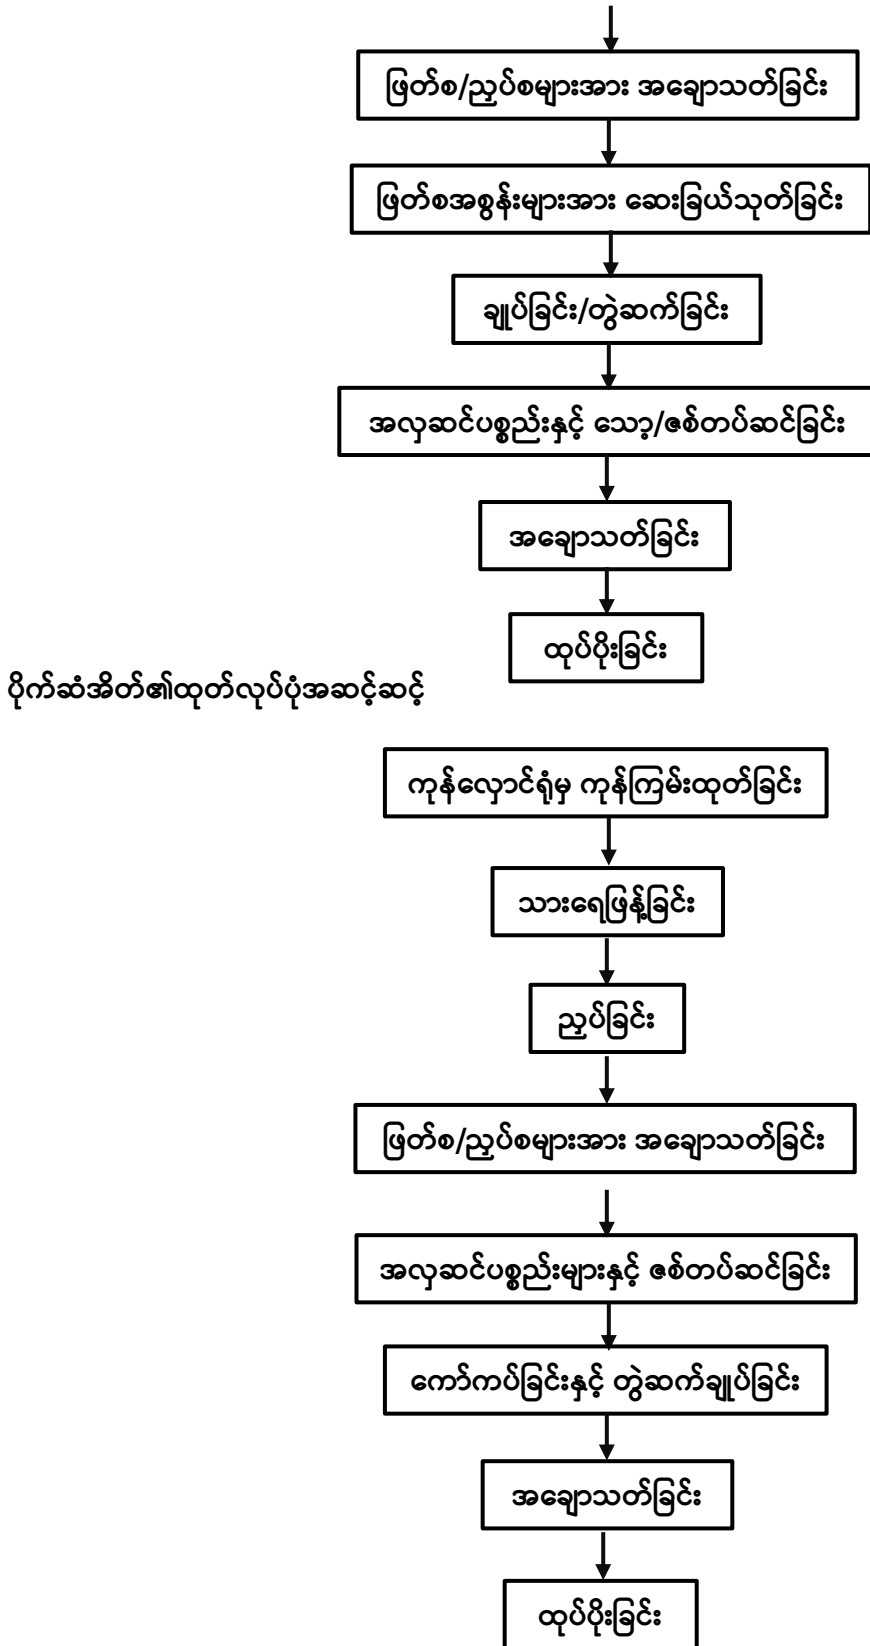 ဖြတ်စ/ညှပ်စများအား အချောသတ်ခြင်း
ဖြတ်စအစွန်းများအား ဆေးခြယ်သုတ်ခြင်း
ချုပ်ခြင်း/တွဲဆက်ခြင်း
အလှဆင်ပစ္စည်းနှင့် သော့/ဇစ်တပ်ဆင်ခြင်း
အချောသတ်ခြင်း
ထုပ်ပိုးခြင်း
ပိုက်ဆံအိတ်၏ထုတ်လုပ်ပုံအဆင့်ဆင့်
ကုန်လှောင်ရုံမှ ကုန်ကြမ်းထုတ်ခြင်း
သားရေဖြန့်ခြင်း
ညှပ်ခြင်း
ဖြတ်စ/ညှပ်စများအား အချောသတ်ခြင်း
အလှဆင်ပစ္စည်းများနှင့် ဇစ်တပ်ဆင်ခြင်း
ကော်ကပ်ခြင်းနှင့် တွဲဆက်ချုပ်ခြင်း
အချောသတ်ခြင်း
ထုပ်ပိုးခြင်း